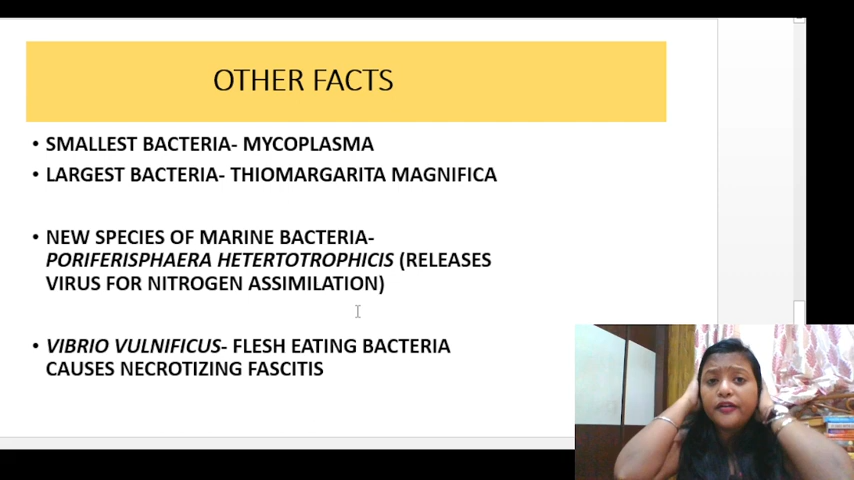 OTHER FACTS
• SMALLEST BACTERIA- MYCOPLASMA
• LARGEST BACTERIA- THIOMARGARITA MAGNIFICA
• NEW SPECIES OF MARINE BACTERIA-
PORIFERISPHAERA HETERTOTROPHICIS (RELEASES
VIRUS FOR NITROGEN ASSIMILATION)
• VIBRIO VULNIFICUS- FLESH EATING BACTERIA
CAUSES NECROTIZING FASCITIS